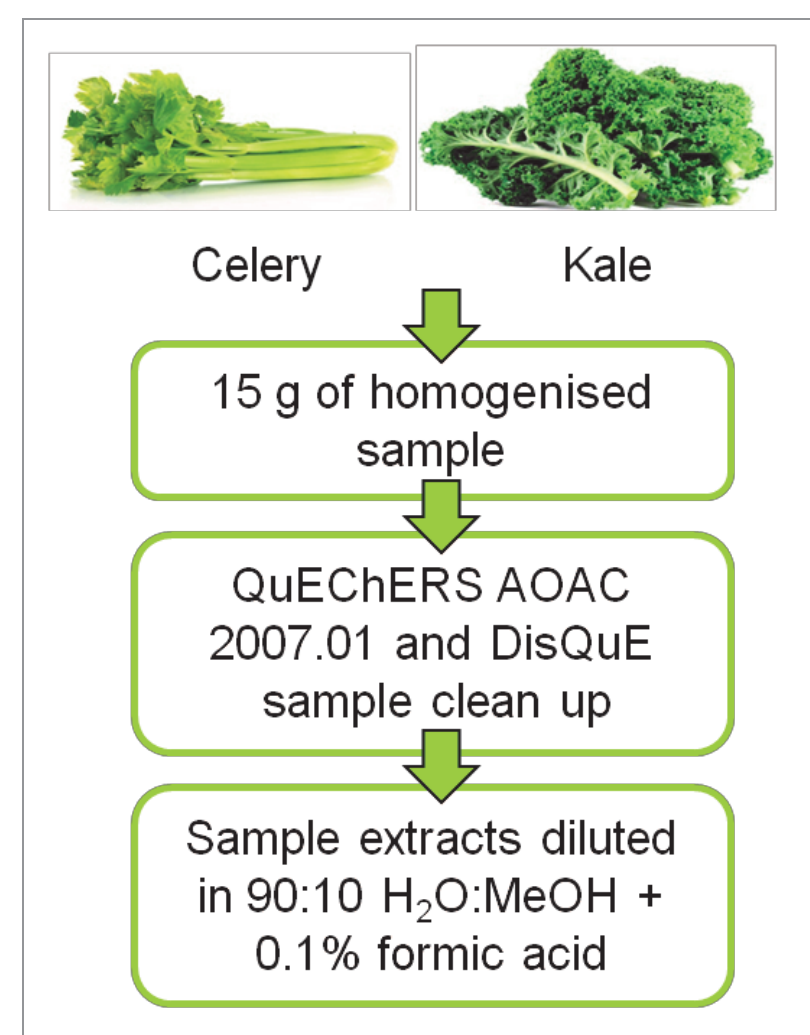 Celery Kale
15 g of homogenised
sample
QuEChERS AOAC
2007.01 and DisQuE
sample clean up
Sample extracts diluted
in 90:10 H₂O:MeOH +
0.1% formic acid